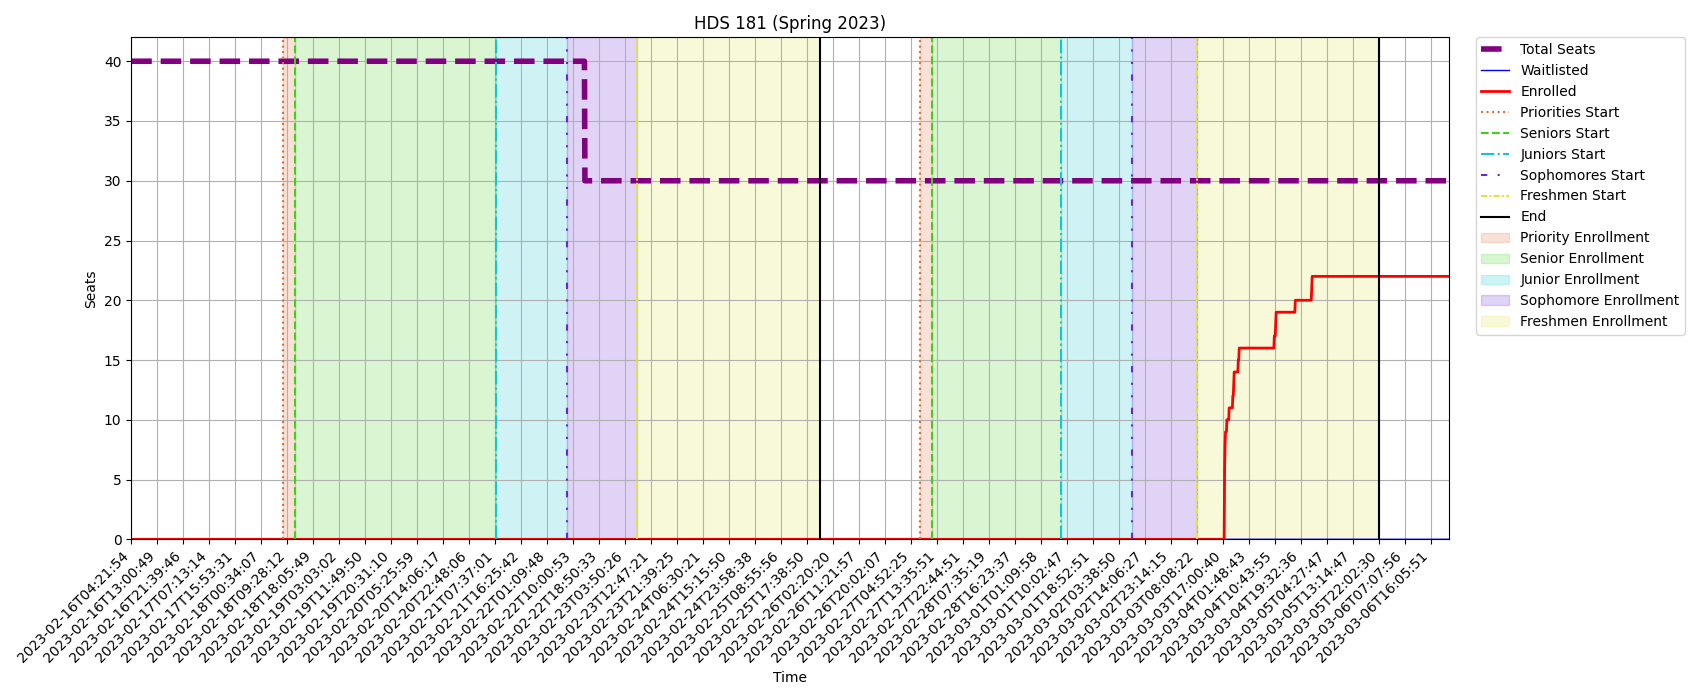 HDS 181 (Spring 2023)
Seats
40
35
30
25
20
15
10
5
0
2023-02-16T04:21:54
2023-02-16T13:00:49
2023-02-16T21:39:46
2023-02-17T07:13:14
2023-02-17T15:53:31
2023-02-18T00:34:07
2023-02-18T09:28:12
2023-02-18T18:05:49
2023-02-19T03:03:02
2023-02-19T11:49:50
2023-02-19T20:31:10
2023-02-20T05:25:59
2023-02-20T14:06:17
2023-02-20T22:48:06
2023-02-21T07:37:01
2023-02-21T16:25:42
2023-02-22T01:09:48
2023-02-22T10:00:53
2023-02-22T18:50:33
2023-02-23T03:50:26
2023-02-23T12:47:21
2023-02-23T21:39:25
2023-02-24T06:30:21
2023-02-24T15:15:50
2023-02-24T23:58:38
2023-02-25T08:55:56
2023-02-25T17:38:50
2023-02-26T02:20:20
2023-02-26T11:21:57
2023-02-26T20:02:07
2023-02-27T04:52:25
2023-02-27T13:35:51
2023-02-27T22:44:51
2023-02-28T07:35:19
2023-02-28T16:23:37
2023-03-01T01:09:58
2023-03-01T10:02:47
2023-03-01T18:52:51
2023-03-02T03:38:50
2023-03-02T14:06:27
2023-03-02T23:14:15
2023-03-03T08:08:22
2023-03-03T17:00:40
2023-03-04T01:48:43
2023-03-04T10:43:55
2023-03-04T19:32:36
2023-03-05T04:27:47
2023-03-05T13:14:47
2023-03-05T22:02:30
2023-03-06T07:07:56
2023-03-06T16:05:51
Time
Total Seats
Waitlisted
Enrolled
Priorities Start
Seniors Start
Juniors Start
Sophomores Start
Freshmen Start
End
Priority Enrollment
Senior Enrollment
Junior Enrollment
Sophomore Enrollment
Freshmen Enrollment